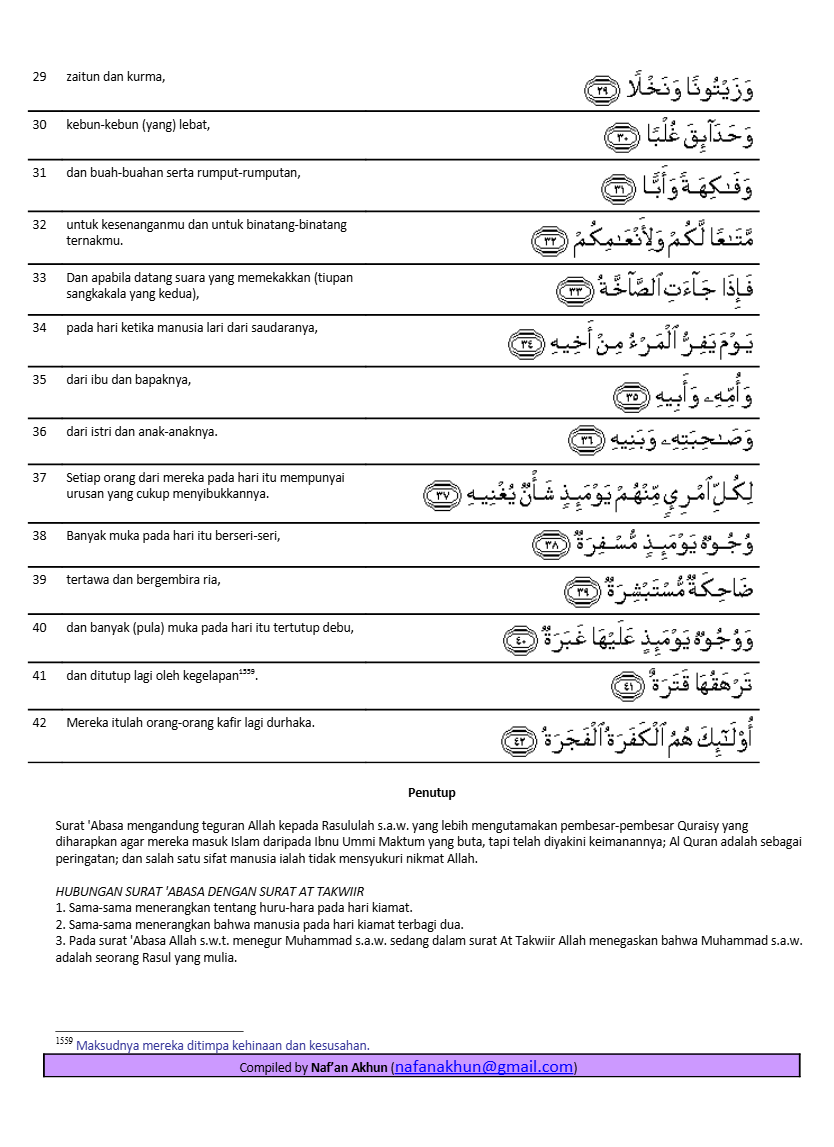 29 zaitun dan kurma, وَزَيْتُونًا وَنَخْلًا ٢٩
30 kebun-kebun (yang) lebat, وَحَدَآئِقَ غُلْبًا ٣٠
31 dan buah-buahan serta rumput-rumputan, وَفَـٰكِهَةً وَأَبًّا ٣١
32 untuk kesenanganmu dan untuk binatang-binatang مَّتَـٰعًا لَّكُمْ وَلِأَنْعَـٰمِكُمْ ٣٢
ternakmu.
33 Dan apabila datang suara yang memekakkan (tiupan فَإِذَا جَآءَتِ ٱلصَّآخَّةُ ٣٣
sangkakala yang kedua),
34 pada hari ketika manusia lari dari saudaranya, يَوْمَ يَفِرُّ ٱلْمَرْءُ مِنْ أَخِيهِ ٣٤
35 dari ibu dan bapaknya, وَأُمِّهِۦ وَأَبِيهِ ٣٥
36 dari istri dan anak-anaknya. وَصَـٰحِبَتِهِۦ وَبَنِيهِ ٣٦
37 Setiap orang dari mereka pada hari itu mempunyai لِكُلِّ ٱمْرِئٍ مِّنْهُمْ يَوْمَئِذٍ شَأْنٌ يُغْنِيهِ ٣٧
urusan yang cukup menyibukkannya.
38 Banyak muka pada hari itu berseri-seri, وُجُوهٌ يَوْمَئِذٍ مُّسْفِرَةٌ ٣٨
39 tertawa dan bergembira ria, ضَاحِكَةٌ مُّسْتَبْشِرَةٌ ٣٩
40 dan banyak (pula) muka pada hari itu tertutup debu, وَوُجُوهٌ يَوْمَئِذٍ عَلَيْهَا غَبَرَةٌ ٤٠
41 dan ditutup lagi oleh kegelapan1559. تَرْهَقُهَا قَتَرَةٌ ٤١
42 Mereka itulah orang-orang kafir lagi durhaka. أُو۟لَـٰٓئِكَ هُمُ ٱلْكَفَرَةُ ٱلْفَجَرَةُ ٤٢
Penutup
Surat 'Abasa mengandung teguran Allah kepada Rasululah s.a.w. yang lebih mengutamakan pembesar-pembesar Quraisy yang
diharapkan agar mereka masuk Islam daripada Ibnu Ummi Maktum yang buta, tapi telah diyakini keimanannya; Al Quran adalah sebagai
peringatan; dan salah satu sifat manusia ialah tidak mensyukuri nikmat Allah.
HUBUNGAN SURAT 'ABASA DENGAN SURAT AT TAKWIIR
1. Sama-sama menerangkan tentang huru-hara pada hari kiamat.
2. Sama-sama menerangkan bahwa manusia pada hari kiamat terbagi dua.
3. Pada surat 'Abasa Allah s.w.t. menegur Muhammad s.a.w. sedang dalam surat At Takwiir Allah menegaskan bahwa Muhammad s.a.w.
adalah seorang Rasul yang mulia.
1559 Maksudnya mereka ditimpa kehinaan dan kesusahan.
Compiled by Naf’an Akhun (nafanakhun@gmail.com)